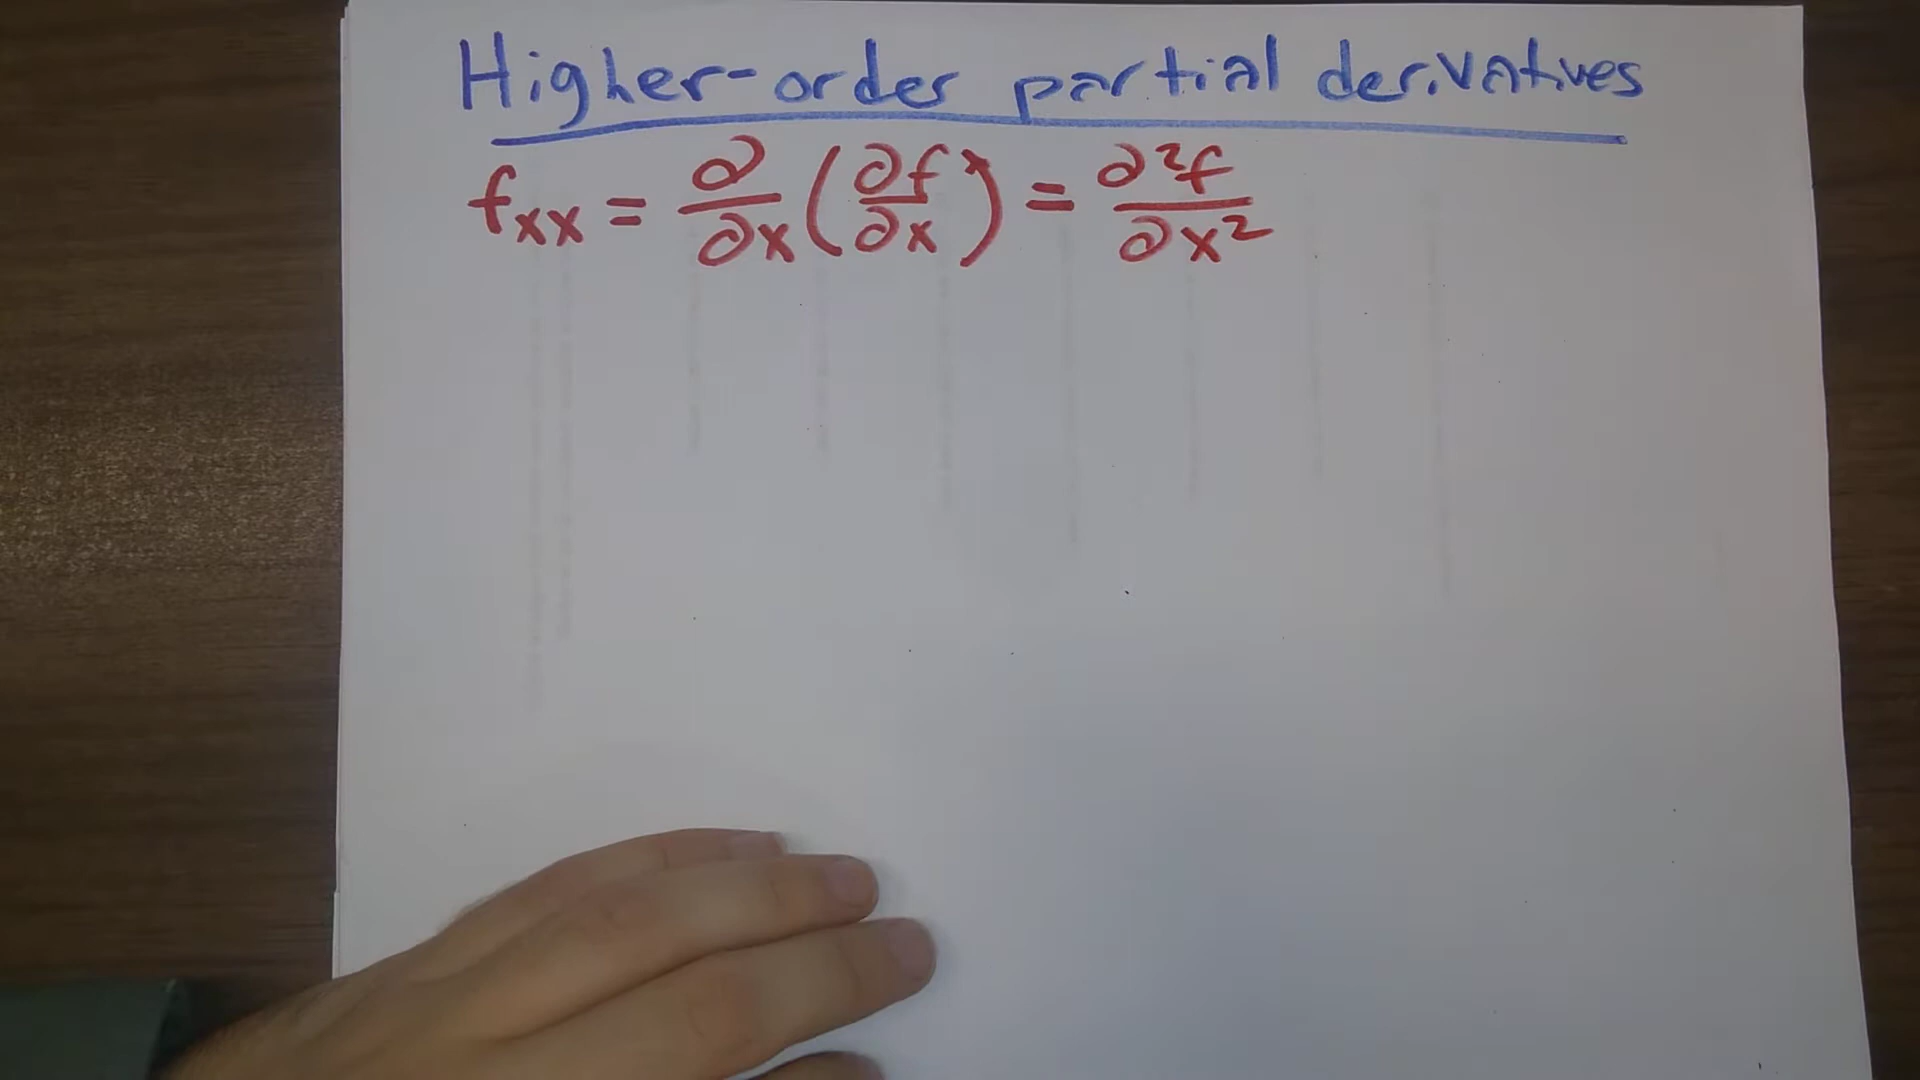 Higher-order partial derivatives
fxx = ∂/∂x (∂f/∂x) = ∂²f/∂x²